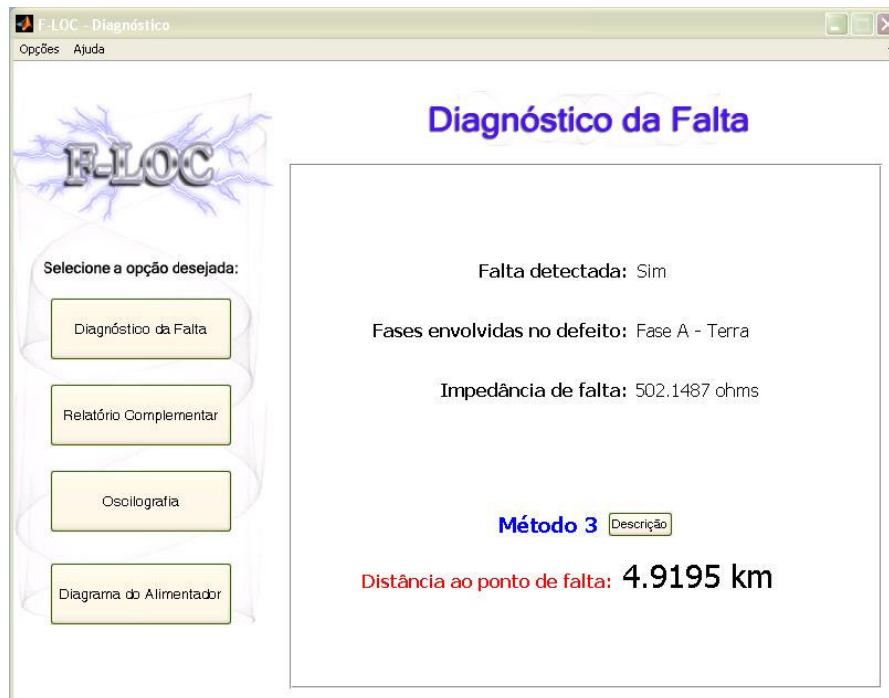 F-LOC - Diagnóstico
Opções Ajuda
F-LOC
Selecione a opção desejada:
Diagnóstico da Falta
Relatório Complementar
Oscilografia
Diagrama do Alimentador
Diagnóstico da Falta
Falta detectada: Sim
Fases envolvidas no defeito: Fase A - Terra
Impedância de falta: 502.1487 ohms
Método 3 Descrição
Distância ao ponto de falta: 4.9195 km